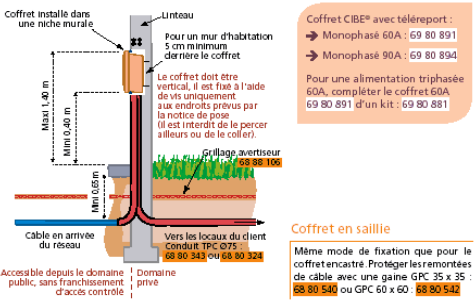 Coffret installé dans
une niche murale
Linteau
Pour un mur d'habitation
5 cm minimum
derrière le coffret
Le coffret doit être
vertical, il est fixé à l'aide
de vis uniquement
aux endroits prévus par
la notice de pose
(il est interdit de le percer
ailleurs ou de le coller).
Maxi 1,40 m
Mini 0,40 m
Mini 0,65 m
Grillage avertiseur
68 88 106
Câble en arrivée
du réseau
Vers les locaux du client
Conduit TPC Ø75 :
68 80 343 ou 68 80 324
Accessible depuis le domaine
public, sans franchissement
d'accés contrôlé
Domaine
privé
Coffret CIBE® avec téléreport :
➔ Monophasé 60A : 69 80 891
➔ Monophasé 90A : 69 80 894
Pour une alimentation triphasée
60A, compléter le coffret 60A
69 80 891 d'un kit : 69 80 881
Coffret en saillie
Même mode de fixation que pour le
coffret encastré. Protéger les remontées
de câble avec une gaine GPC 35 x 35 :
68 80 540 ou GPC 60 x 60 : 68 80 542